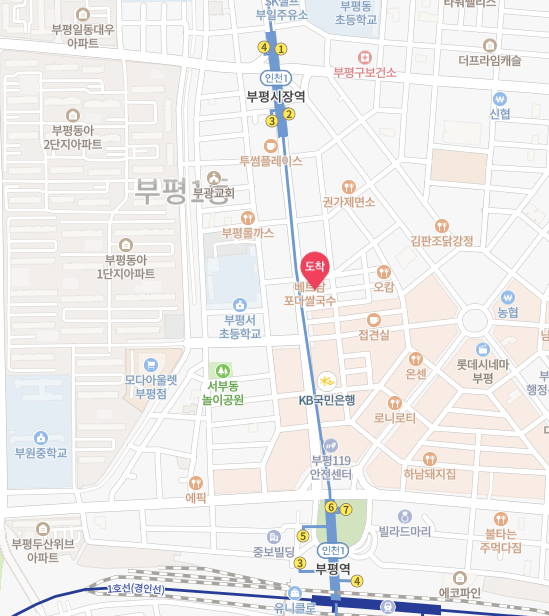 SK셀프
부일주유소
부평동
초등학교
타워팰리스
부평일동대우
아파트
4
1
더프라임캐슬
부평구보건소
인천1
부평시장역
신협
3
2
부평동아
2단지아파트
투썸플레이스
부평1동
부광교회
권가제면소
부평롤까스
김판조닭강정
부평동아
1단지아파트
도착
베트남
포다쌀국수
오캄
농협
부평서
초등학교
접견실
롯데시네마
부평
온센
모다아울렛
부평점
서부동
놀이공원
KB국민은행
행정
로니로티
부원중학교
부평119
안전센터
하남돼지집
에픽
6
7
빌라드마리
불타는
주먹다짐
부평두산위브
아파트
5
중보빌딩
인천1
부평역
3
4
1호선(경인선)
에코파인
유니클로